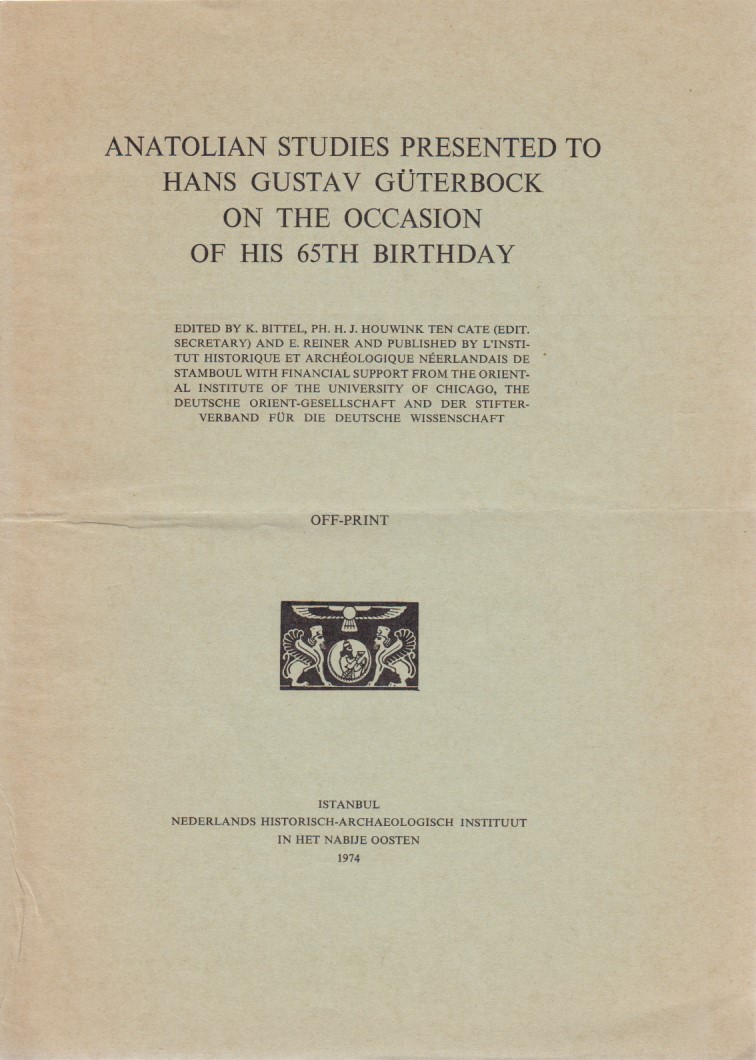 ANATOLIAN STUDIES PRESENTED TO
HANS GUSTAV GÜTERBOCK
ON THE OCCASION
OF HIS 65TH BIRTHDAY
EDITED BY K. BITTEL, PH. H. J. HOUWINK TEN CATE (EDIT.
SECRETARY) AND E. REINER AND PUBLISHED BY L'INSTI-
TUT HISTORIQUE ET ARCHÉOLOGIQUE NÉERLANDAIS DE
STAMBOUL WITH FINANCIAL SUPPORT FROM THE ORIENT-
AL INSTITUTE OF THE UNIVERSITY OF CHICAGO, THE
DEUTSCHE ORIENT-GESELLSCHAFT AND DER STIFTER-
VERBAND FÜR DIE DEUTSCHE WISSENSCHAFT
OFF-PRINT
ISTANBUL
NEDERLANDS HISTORISCH-ARCHAEOLOGISCH INSTITUUT
IN HET NABIJE OOSTEN
1974